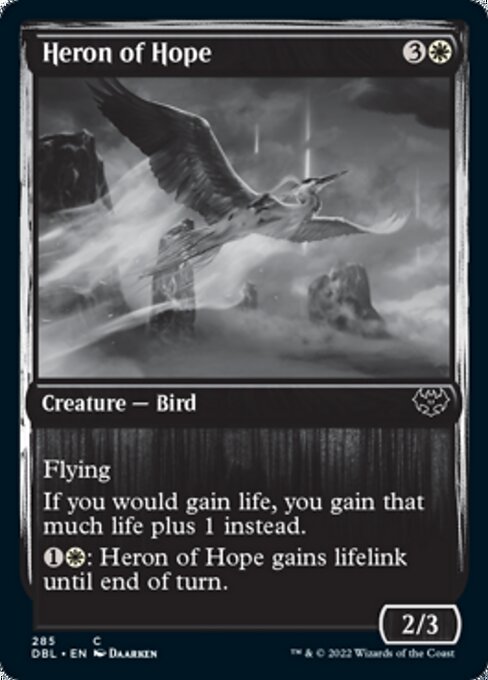 Heron of Hope 3
Creature — Bird
Flying
If you would gain life, you gain that
much life plus 1 instead.
1: Heron of Hope gains lifelink
until end of turn.
2/3
285 C
DBL • EN Daarken
™ & © 2022 Wizards of the Coast